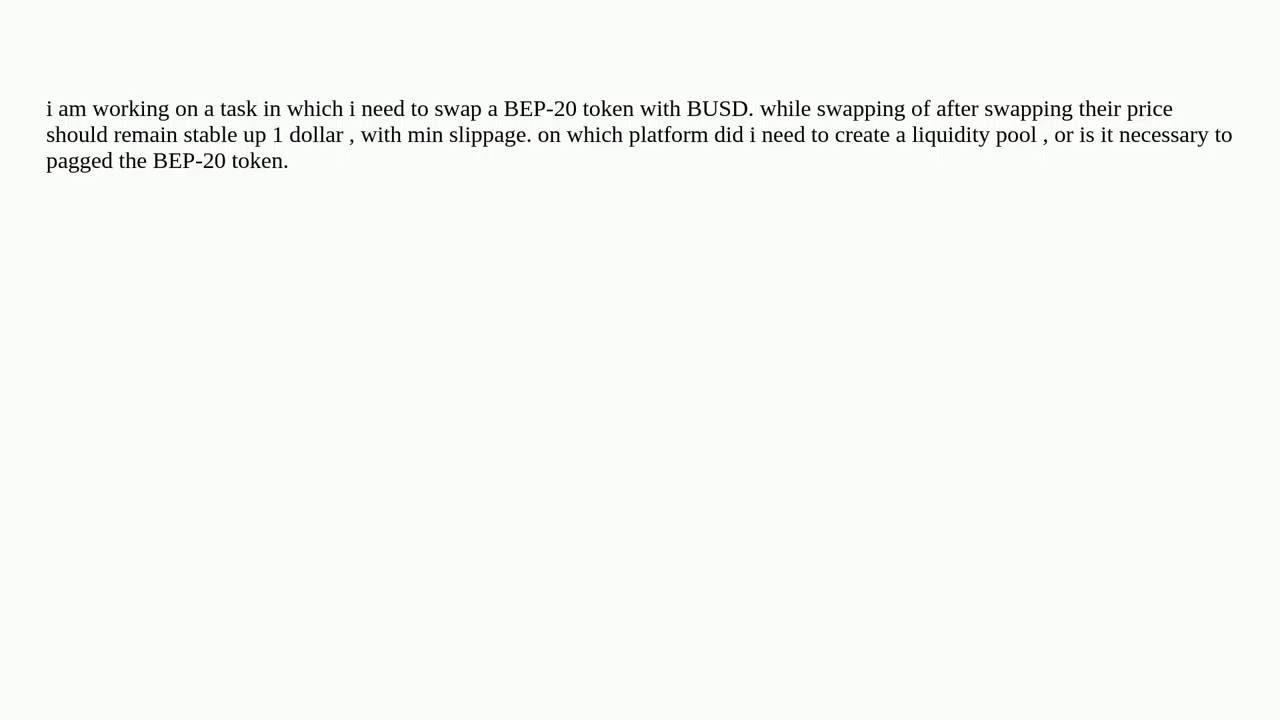 i am working on a task in which i need to swap a BEP-20 token with BUSD. while swapping of after swapping their price
should remain stable up 1 dollar , with min slippage. on which platform did i need to create a liquidity pool , or is it necessary to
pagged the BEP-20 token.